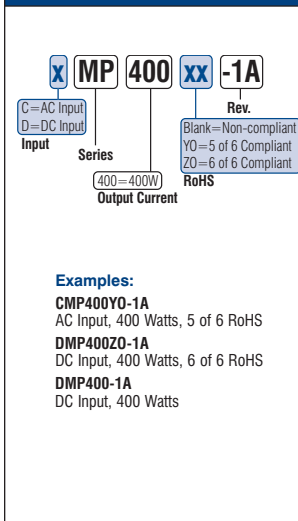 x MP 400 xx -1A
C=AC Input
D=DC Input
Input
Series
400=400W
Output Current
Rev.
Blank=Non-compliant
YO=5 of 6 Compliant
ZO=6 of 6 Compliant
RoHS
Examples:
CMP400YO-1A
AC Input, 400 Watts, 5 of 6 RoHS
DMP400ZO-1A
DC Input, 400 Watts, 6 of 6 RoHS
DMP400-1A
DC Input, 400 Watts